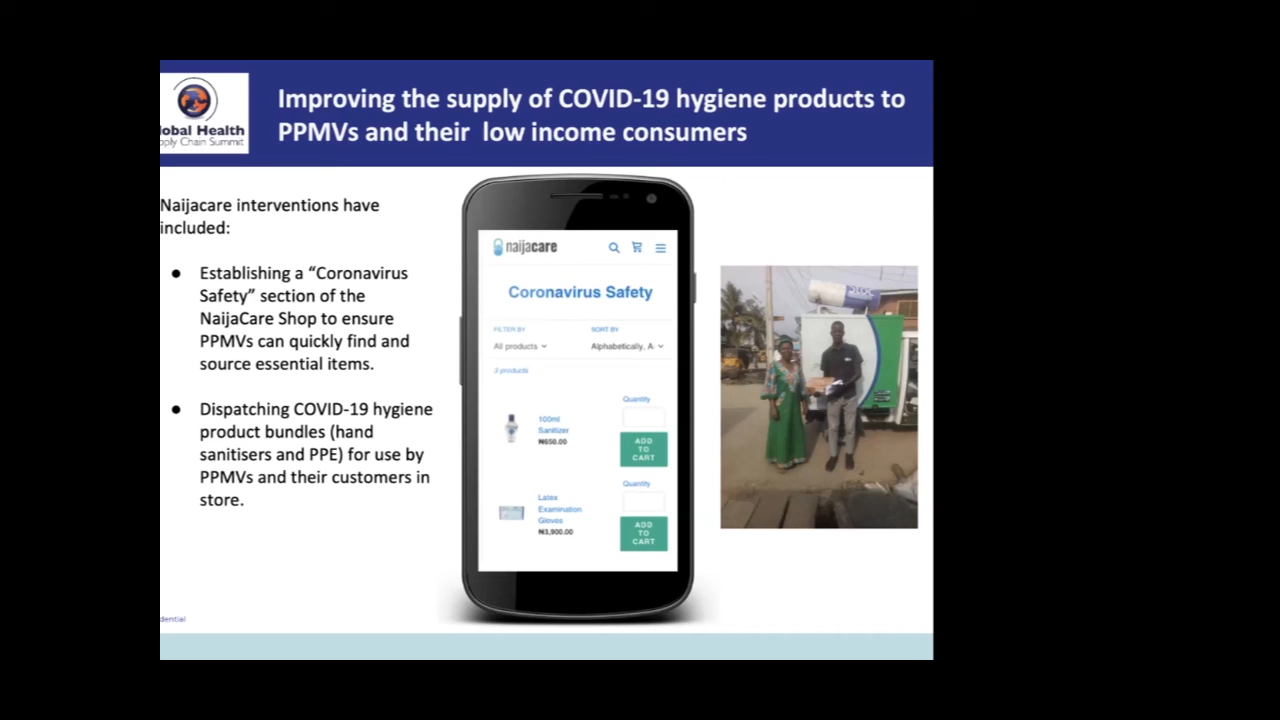 lobal Health
pply Chain Summit
Improving the supply of COVID-19 hygiene products to
PPMVs and their low income consumers
Naijacare interventions have
included:
● Establishing a “Coronavirus
Safety” section of the
NaijaCare Shop to ensure
PPMVs can quickly find and
source essential items.
● Dispatching COVID-19 hygiene
product bundles (hand
sanitisers and PPE) for use by
PPMVs and their customers in
store.
naijacare
Coronavirus Safety
FILTER BY
All products
SORT BY
Alphabetically, A
3 products
100ml
Sanitizer
₦650.00
Quantity
ADD
TO
CART
Latex
Examination
Gloves
₦3,900.00
Quantity
ADD
TO
CART
dential